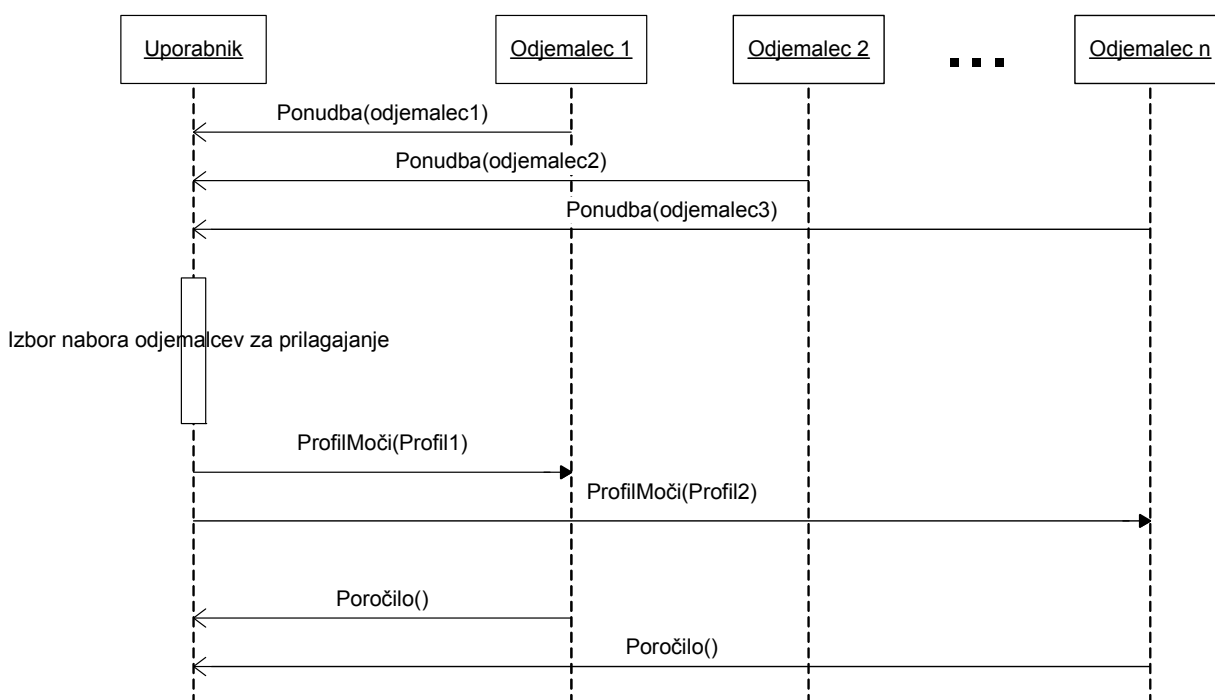 Uporabnik
Odjemalec 1
Odjemalec 2
Odjemalec n
Ponudba(odjemalec1)
Ponudba(odjemalec2)
Ponudba(odjemalec3)
Izbor nabora odjemalcev za prilagajanje
ProfilMoči(Profil1)
ProfilMoči(Profil2)
Poročilo()
Poročilo()